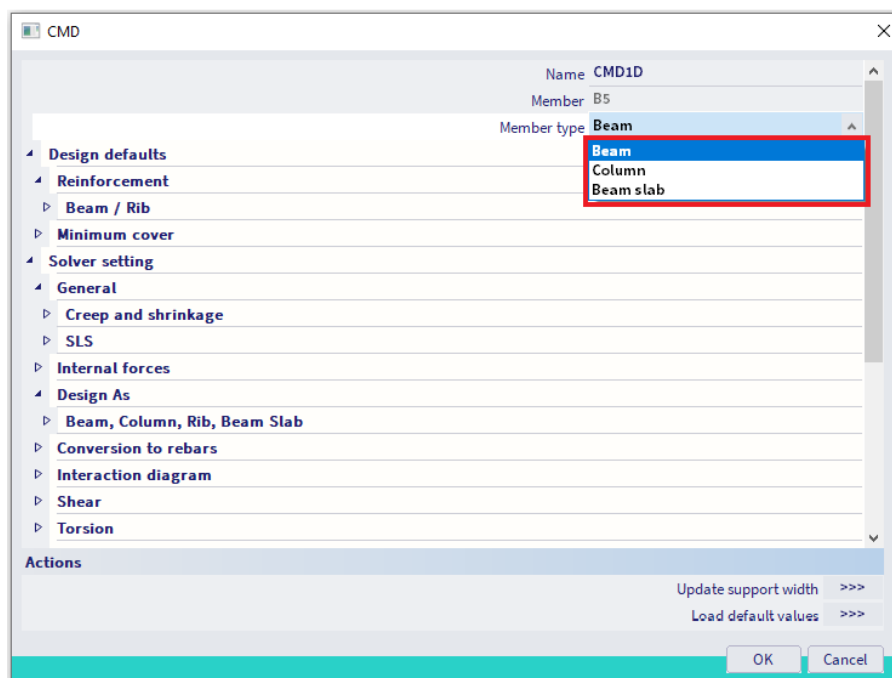 CMD
Name CMD1D
Member B5
Member type Beam
Beam
Column
Beam slab
Design defaults
Reinforcement
Beam / Rib
Minimum cover
Solver setting
General
Creep and shrinkage
SLS
Internal forces
Design As
Beam, Column, Rib, Beam Slab
Conversion to rebars
Interaction diagram
Shear
Torsion
Actions
Update support width >>>
Load default values >>>
OK Cancel